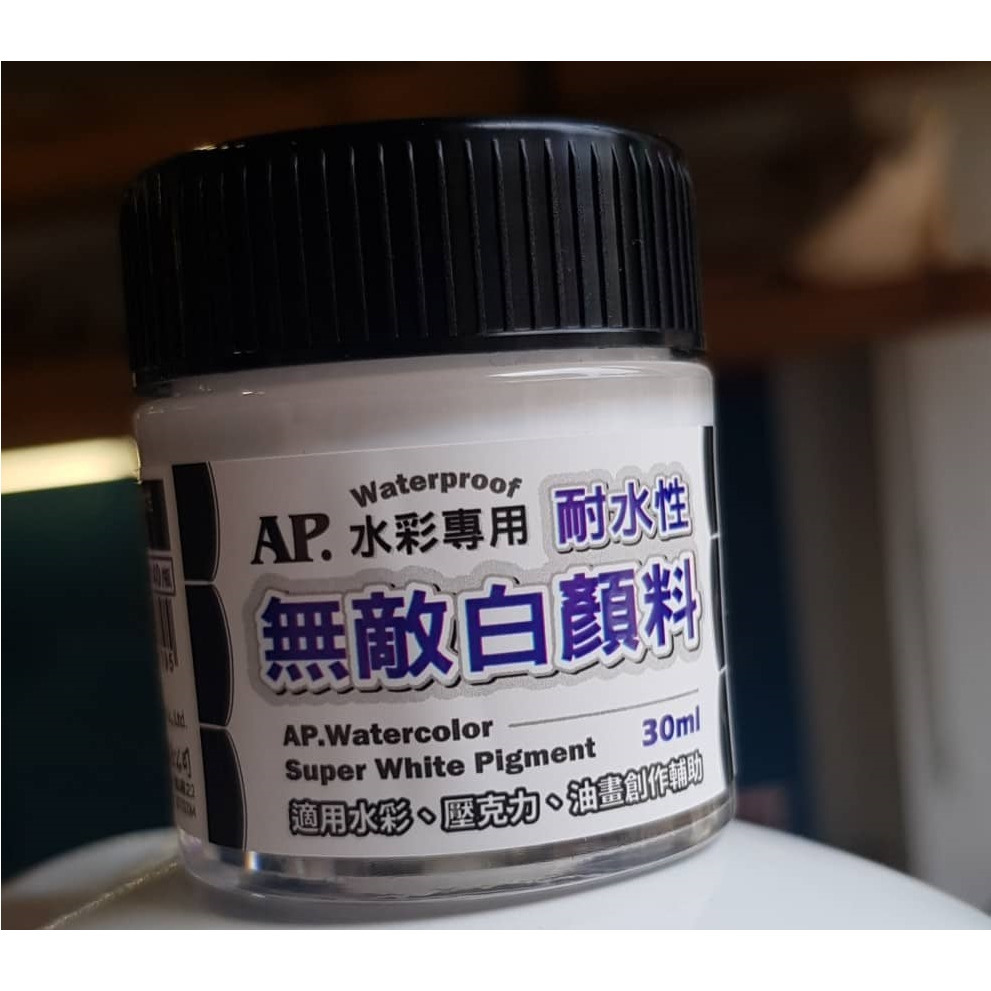 Waterproof
AP. 水彩專用 耐水性
無敵白顏料
AP.Watercolor
Super White Pigment 30ml
適用水彩、壓克力、油畫創作輔助